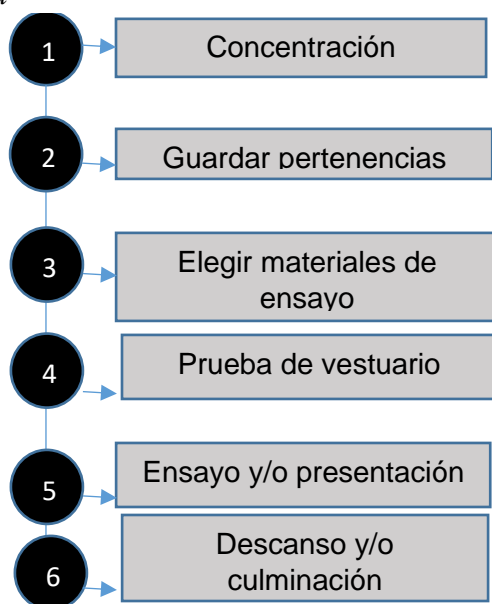 1
Concentración
2
Guardar pertenencias
3
Elegir materiales de
ensayo
4
Prueba de vestuario
5
Ensayo y/o presentación
6
Descanso y/o
culminación